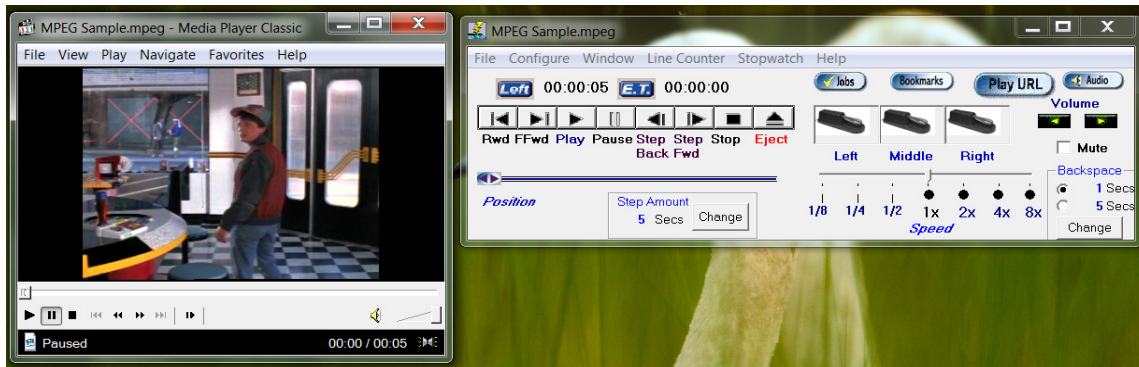 MPEG Sample.mpeg - Media Player Classic
File View Play Navigate Favorites Help
Paused 00:00 / 00:05
MPEG Sample.mpeg
File Configure Window Line Counter Stopwatch Help
Left 00:00:05 E.T. 00:00:00
Jobs Bookmarks Play URL Audio
Volume
Rwd FFwd Play Pause Step Back Step Fwd Stop Eject
Left Middle Right
Mute
Position
Step Amount
5 Secs Change
1/8 1/4 1/2 1x 2x 4x 8x
Speed
Backspace
1 Secs
5 Secs
Change